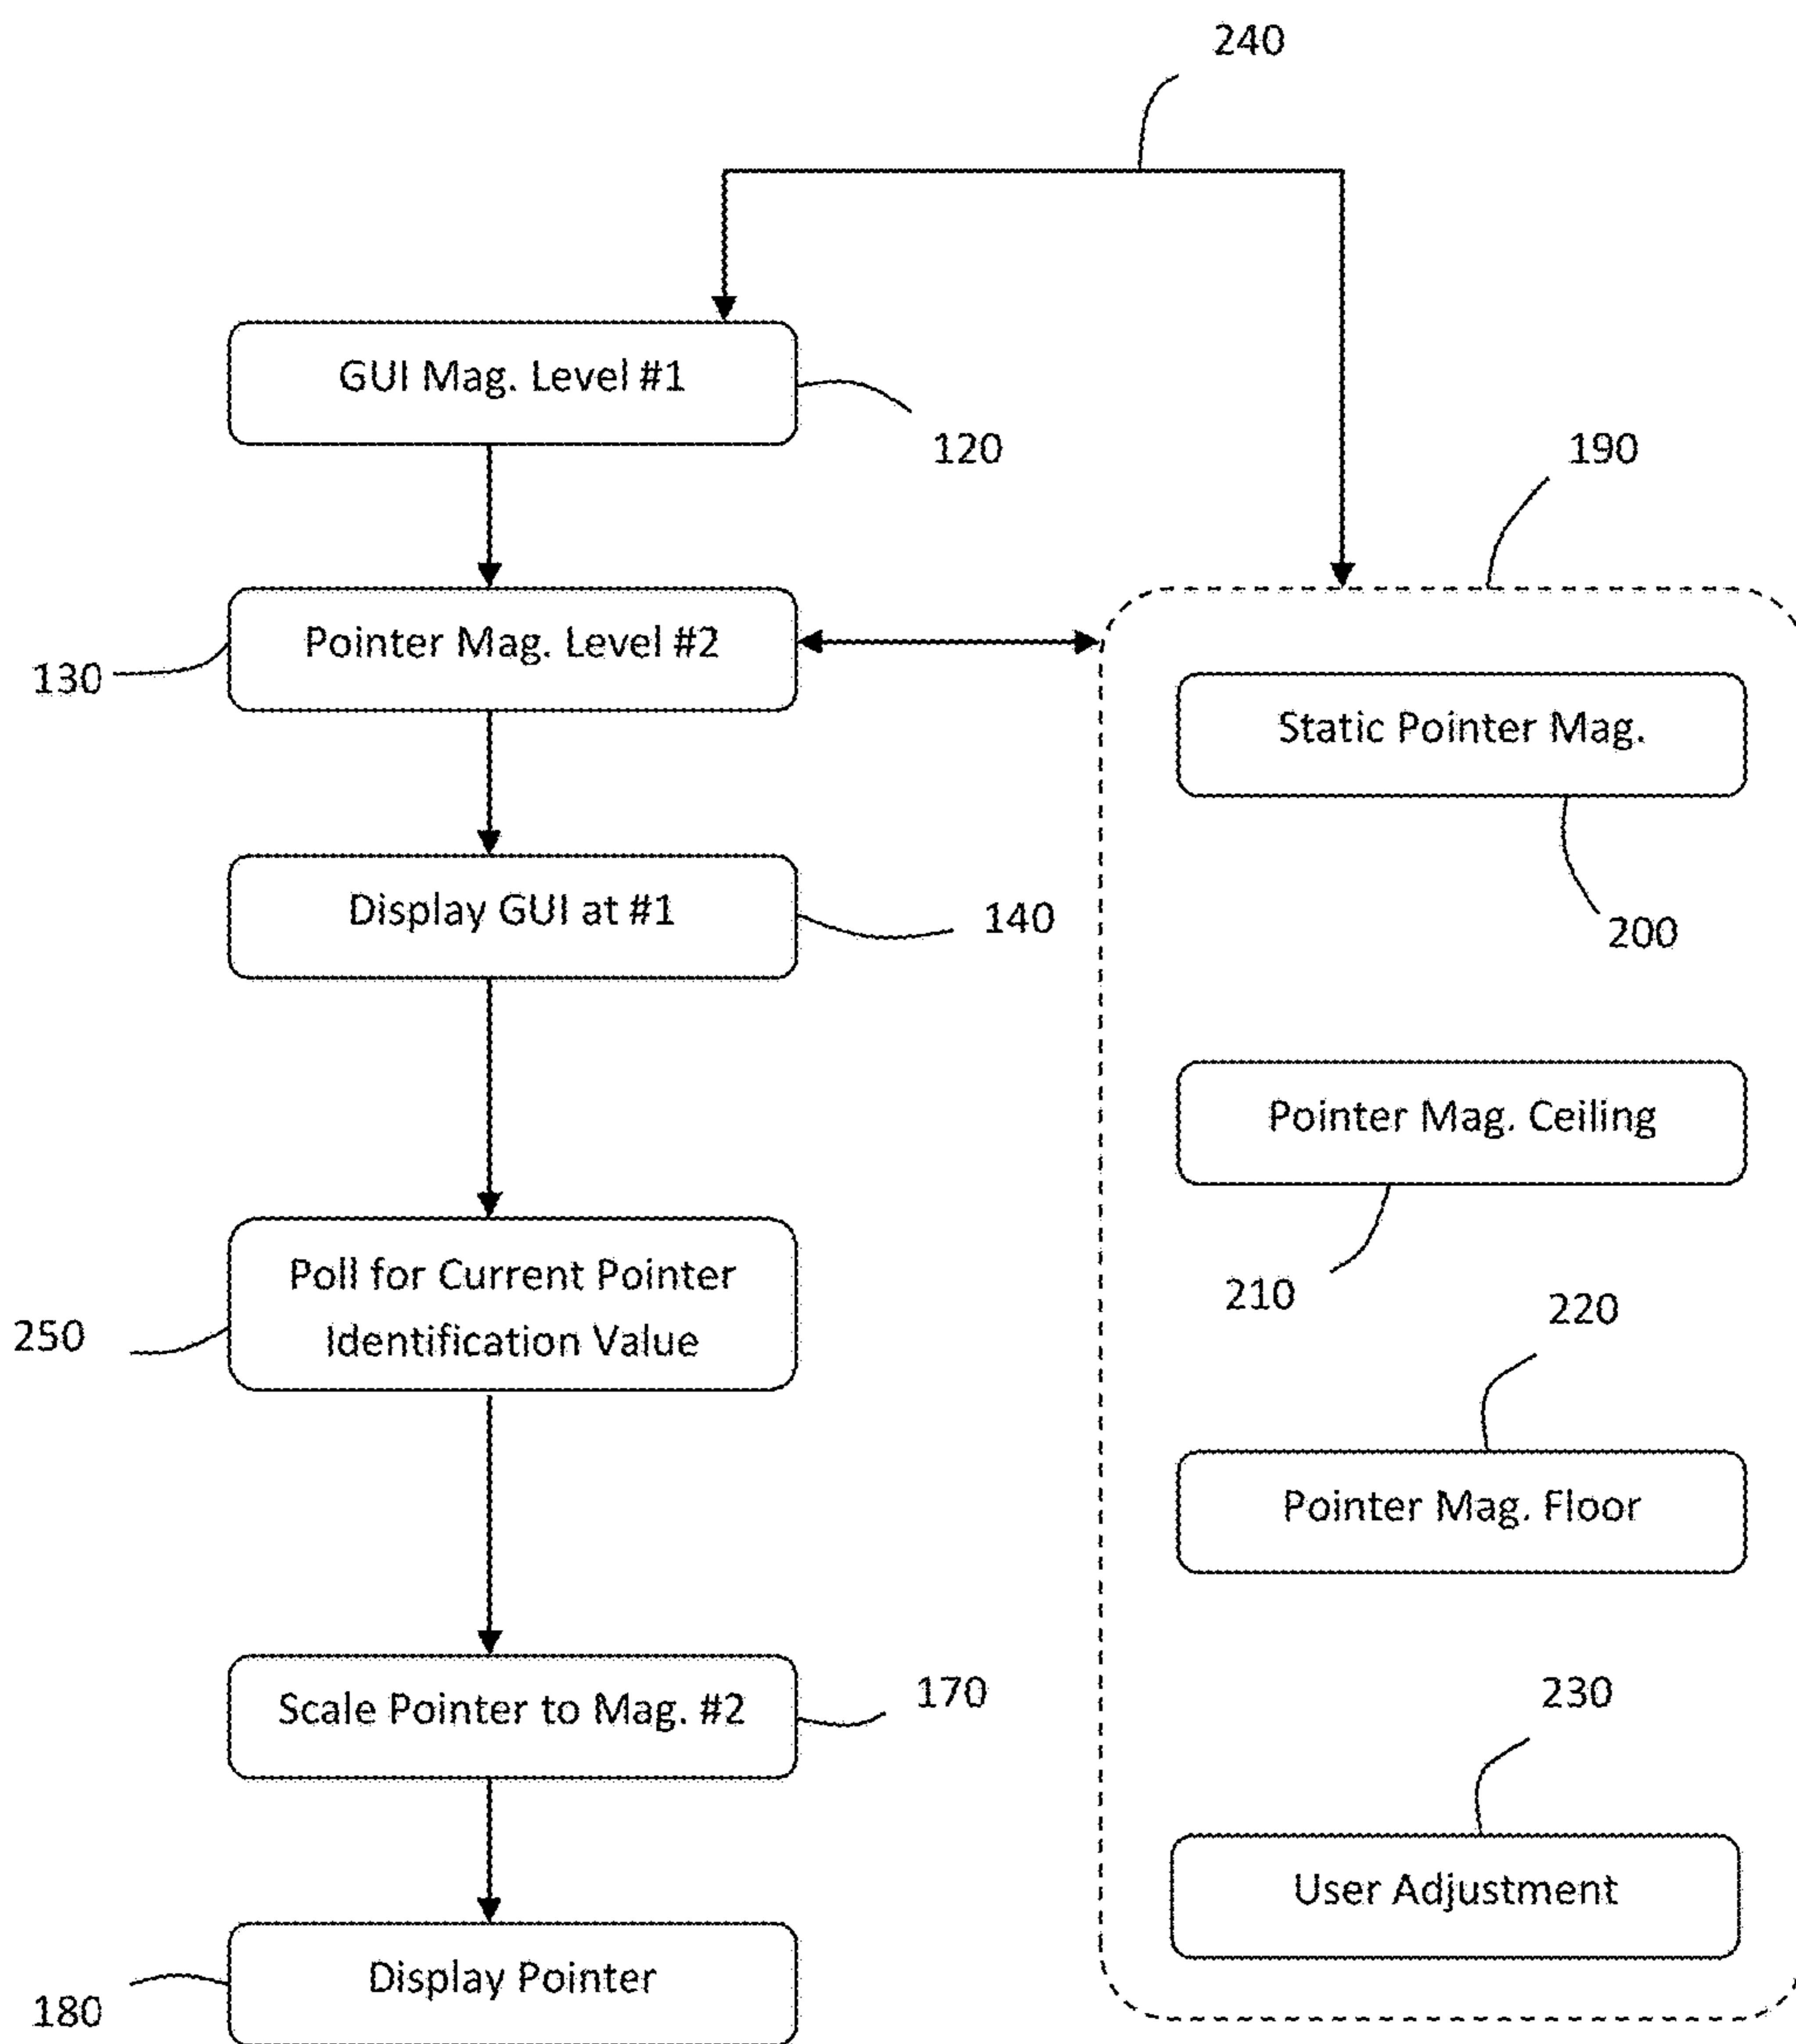 240
GUI Mag. Level #1
120
190
Pointer Mag. Level #2
130
Static Pointer Mag.
200
Display GUI at #1
140
Pointer Mag. Ceiling
210
Poll for Current Pointer
Identification Value
250
220
Pointer Mag. Floor
Scale Pointer to Mag. #2
170
230
User Adjustment
Display Pointer
180